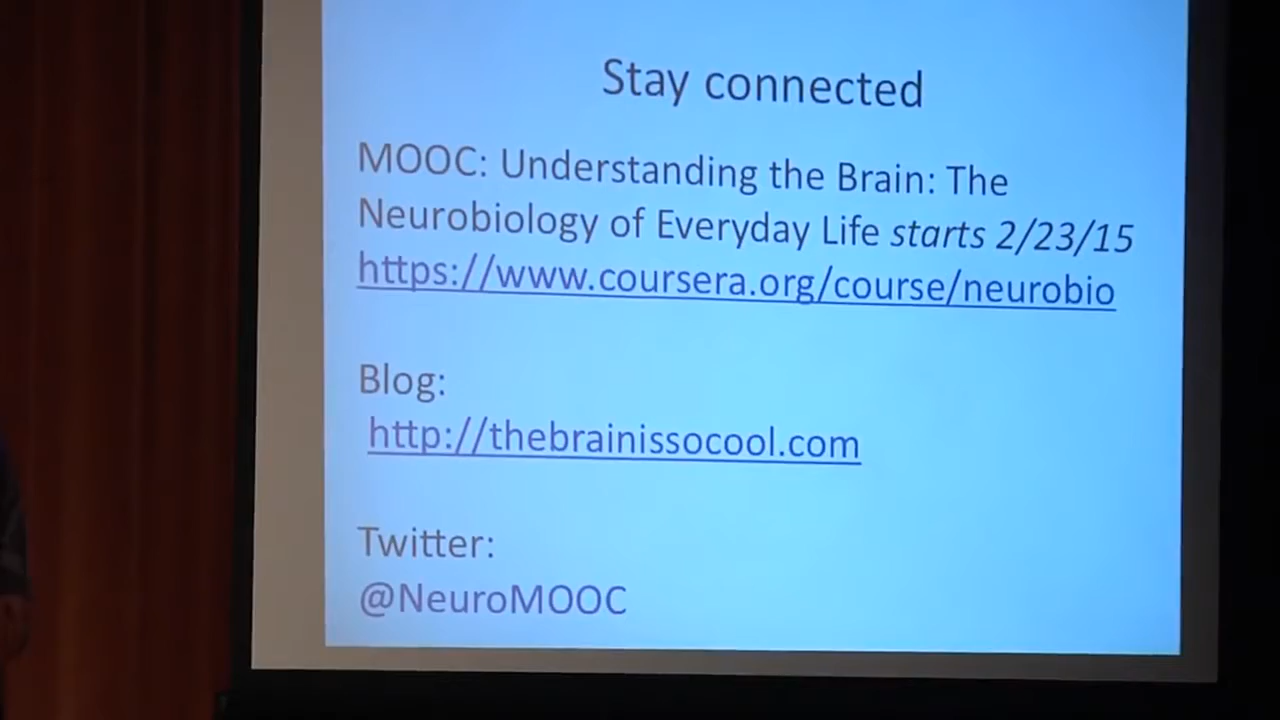 Stay connected
MOOC: Understanding the Brain: The
Neurobiology of Everyday Life starts 2/23/15
https://www.coursera.org/course/neurobio
Blog:
http://thebrainissocool.com
Twitter:
@NeuroMOOC